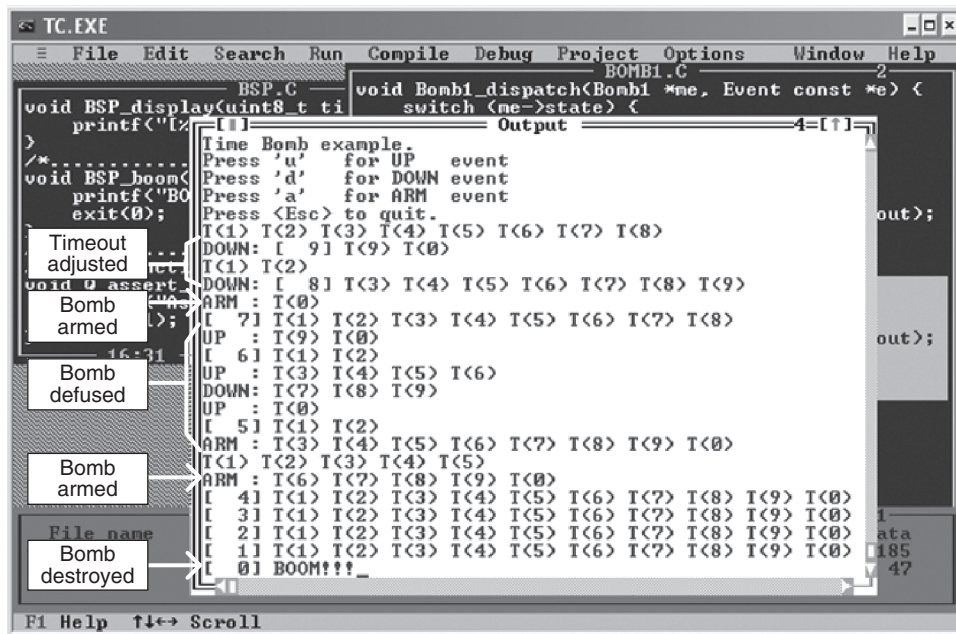 TC.EXE
≡ File Edit Search Run Compile Debug Project Options Window Help
BOMB1.C 2
BSP.C
void Bomb1_dispatch(Bomb1 *me, Event const *e) {
void BSP_display(uint8_t ti
switch (me->state) {
printf("[%
[■] Output 4=[↑]
}
Time Bomb example.
/*..............
Press 'u' for UP event
void BSP_boom(
Press 'd' for DOWN event
printf("BO
Press 'a' for ARM event
exit(0);
Press <Esc> to quit.
out);
T(1) T(2) T(3) T(4) T(5) T(6) T(7) T(8)
Timeout
adjusted
DOWN: [ 9] T(9) T(0)
T(1) T(2)
void Q_assert_
DOWN: [ 8] T(3) T(4) T(5) T(6) T(7) T(8) T(9)
Bomb
armed
ARM : T(0)
[ 7] T(1) T(2) T(3) T(4) T(5) T(6) T(7) T(8)
UP : T(9) T(0)
out);
16:31
[ 6] T(1) T(2)
Bomb
defused
UP : T(3) T(4) T(5) T(6)
DOWN: T(7) T(8) T(9)
UP : T(0)
[ 5] T(1) T(2)
ARM : T(3) T(4) T(5) T(6) T(7) T(8) T(9) T(0)
T(1) T(2) T(3) T(4) T(5)
Bomb
armed
ARM : T(6) T(7) T(8) T(9) T(0)
[ 4] T(1) T(2) T(3) T(4) T(5) T(6) T(7) T(8) T(9) T(0)
[ 3] T(1) T(2) T(3) T(4) T(5) T(6) T(7) T(8) T(9) T(0)
1
File name
[ 2] T(1) T(2) T(3) T(4) T(5) T(6) T(7) T(8) T(9) T(0)
ata
[ 1] T(1) T(2) T(3) T(4) T(5) T(6) T(7) T(8) T(9) T(0)
185
Bomb
destroyed
[ 0] BOOM!!!_
47
F1 Help ↑↓←→ Scroll